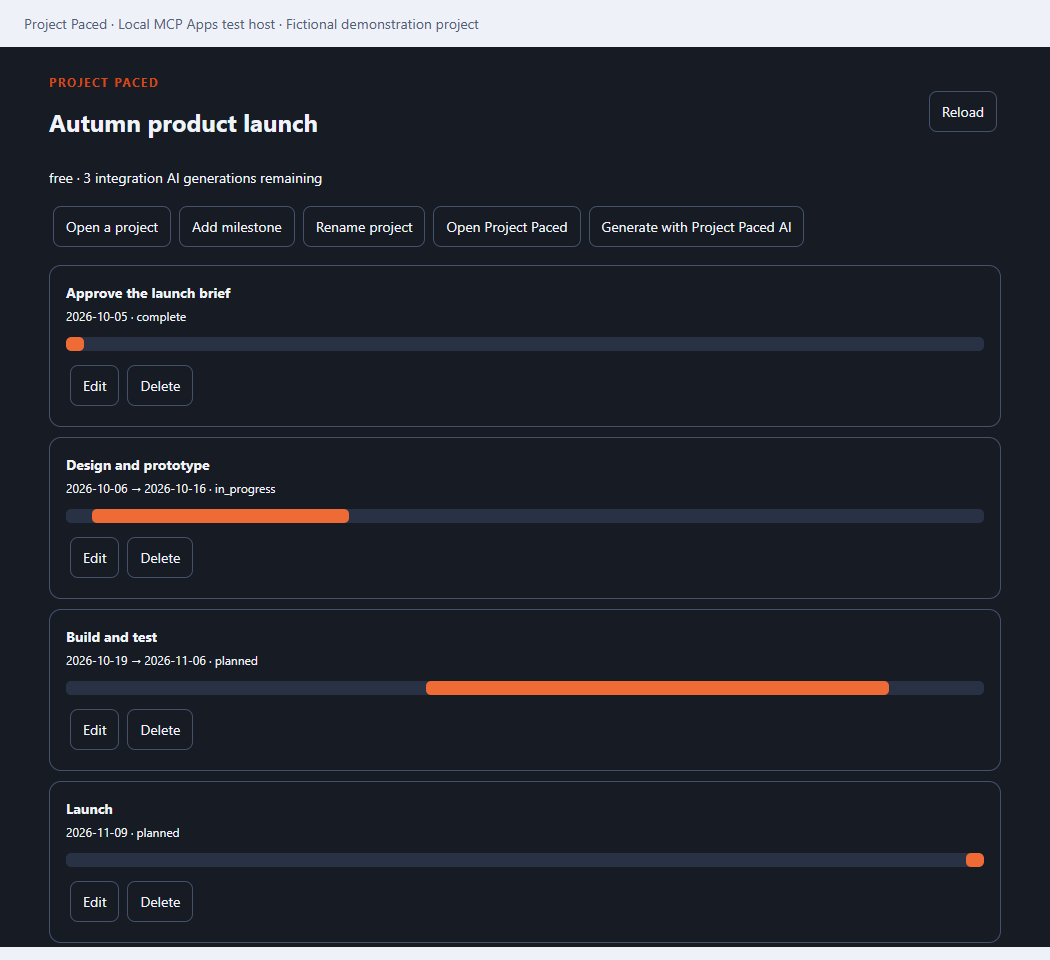 Project Paced · Local MCP Apps test host · Fictional demonstration project
PROJECT PACED
Autumn product launch
Reload
free · 3 integration AI generations remaining
Open a project
Add milestone
Rename project
Open Project Paced
Generate with Project Paced AI
Approve the launch brief
2026-10-05 · complete
Edit
Delete
Design and prototype
2026-10-06 → 2026-10-16 · in_progress
Edit
Delete
Build and test
2026-10-19 → 2026-11-06 · planned
Edit
Delete
Launch
2026-11-09 · planned
Edit
Delete